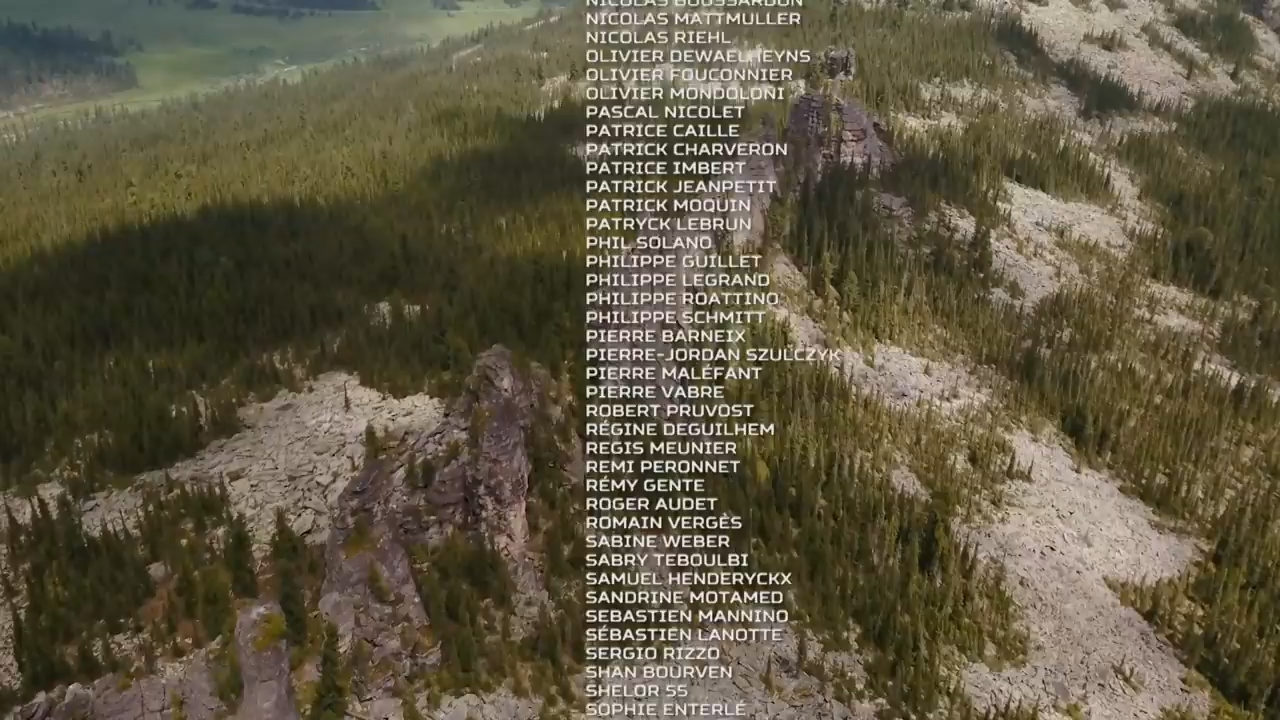 NICOLAS BOUSSARDON
NICOLAS MATTMULLER
NICOLAS RIEHL
OLIVIER DEWAELHEYNS
OLIVIER FOUCONNIER
OLIVIER MONDOLONI
PASCAL NICOLET
PATRICE CAILLE
PATRICK CHARVERON
PATRICE IMBERT
PATRICK JEANPETIT
PATRICK MOQUIN
PATRYCK LEBRUN
PHIL SOLANO
PHILIPPE GUILLET
PHILIPPE LEGRAND
PHILIPPE ROATTINO
PHILIPPE SCHMITT
PIERRE BARNEIX
PIERRE-JORDAN SZULCZYK
PIERRE MALÉFANT
PIERRE VABRE
ROBERT PRUVOST
RÉGINE DEGUILHEM
REGIS MEUNIER
REMI PERONNET
RÉMY GENTE
ROGER AUDET
ROMAIN VERGÈS
SABINE WEBER
SABRY TEBOULBI
SAMUEL HENDERYCKX
SANDRINE MOTAMED
SEBASTIEN MANNINO
SÉBASTIEN LANOTTE
SERGIO RIZZO
SHAN BOURVEN
SHELOR 55
SOPHIE ENTERLÉ